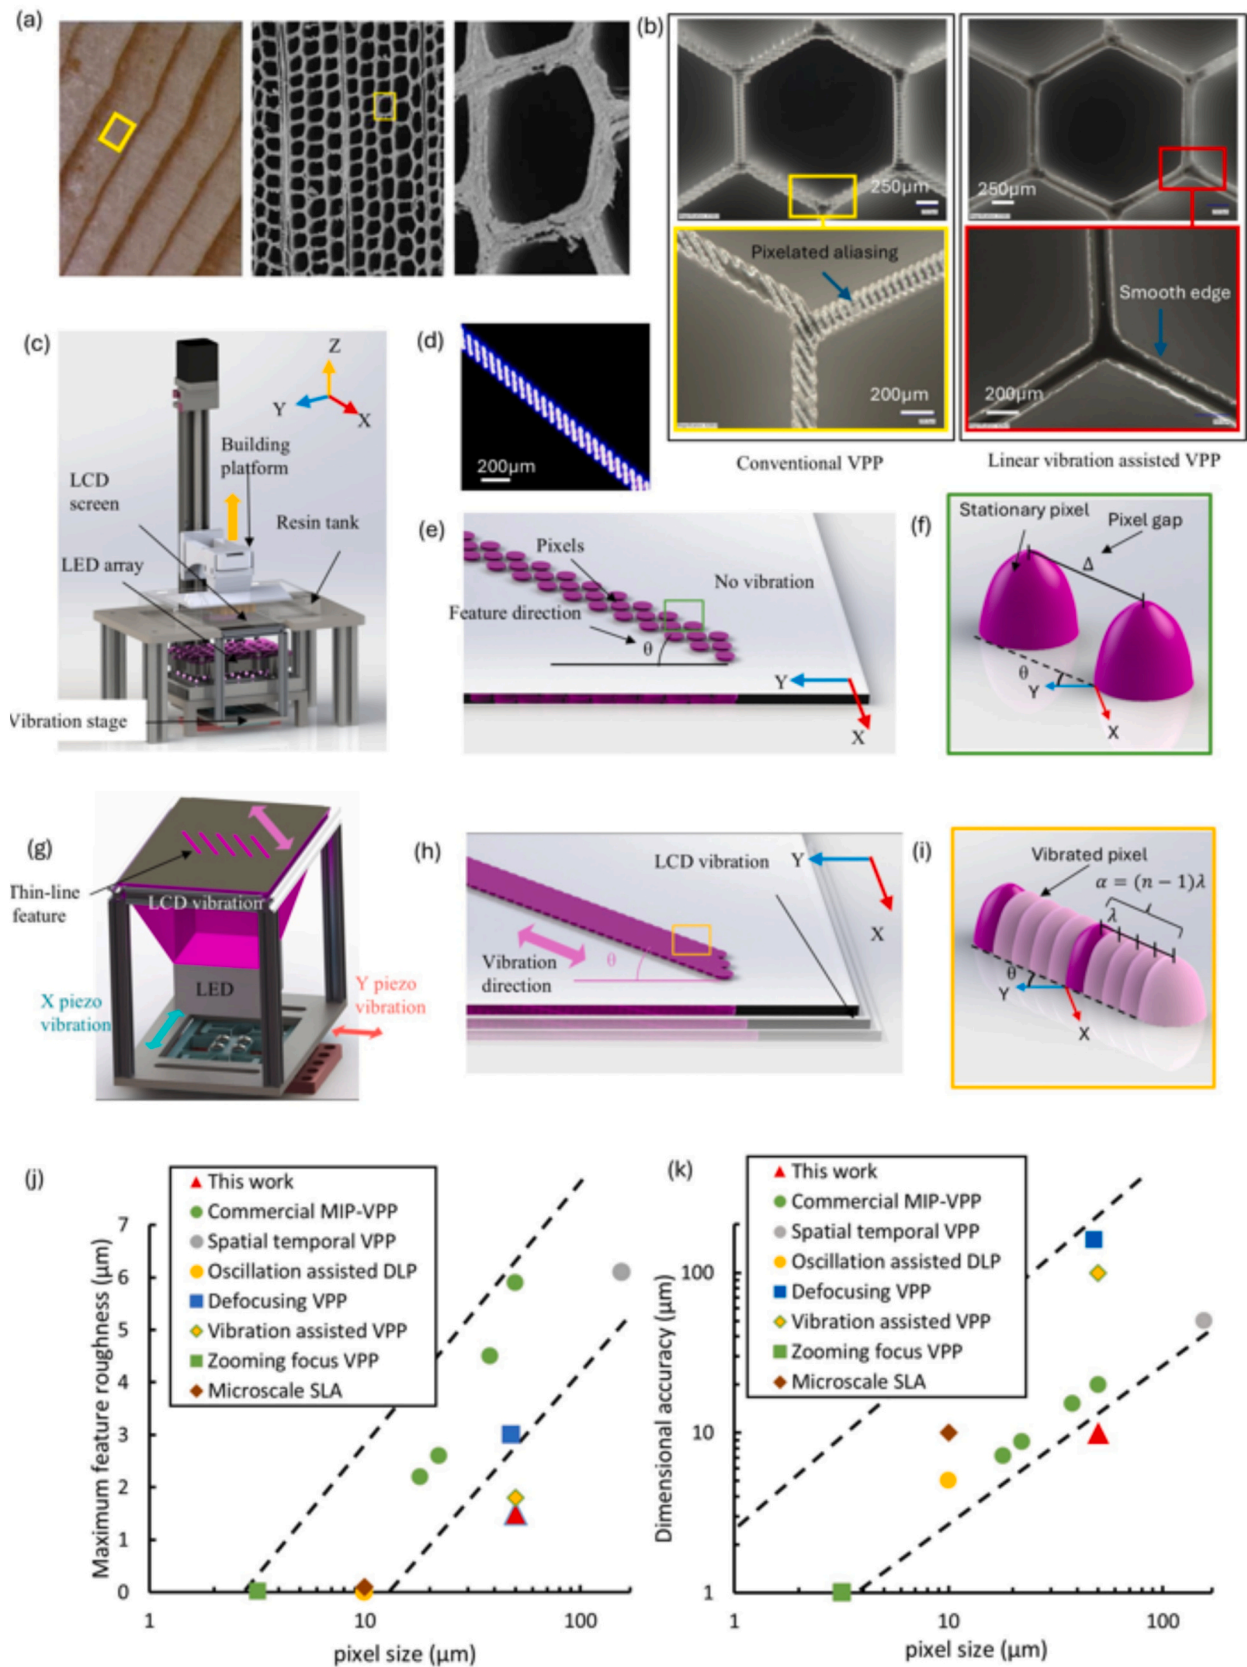 (a)
(b)
250µm
250µm
Pixelated aliasing
Smooth edge
200µm
200µm
Conventional VPP
Linear vibration assisted VPP
(c)
Z
Y
X
Building
platform
LCD
screen
Resin tank
LED array
Vibration stage
(d)
200µm
(e)
Pixels
No vibration
Feature direction
θ
Y
X
(f)
Stationary pixel
Pixel gap
Δ
θ
Y
X
(g)
Thin-line
feature
LCD vibration
LED
X piezo
vibration
Y piezo
vibration
(h)
LCD vibration
Y
X
Vibration
direction
θ
(i)
Vibrated pixel
α = (n − 1)λ
λ
θ
Y
X
(j)
This work
Commercial MIP-VPP
Spatial temporal VPP
Oscillation assisted DLP
Defocusing VPP
Vibration assisted VPP
Zooming focus VPP
Microscale SLA
Maximum feature roughness (µm)
7
6
5
4
3
2
1
0
1
10
100
pixel size (µm)
(k)
This work
Commercial MIP-VPP
Spatial temporal VPP
Oscillation assisted DLP
Defocusing VPP
Vibration assisted VPP
Zooming focus VPP
Microscale SLA
Dimensional accuracy (µm)
100
10
1
1
10
100
pixel size (µm)